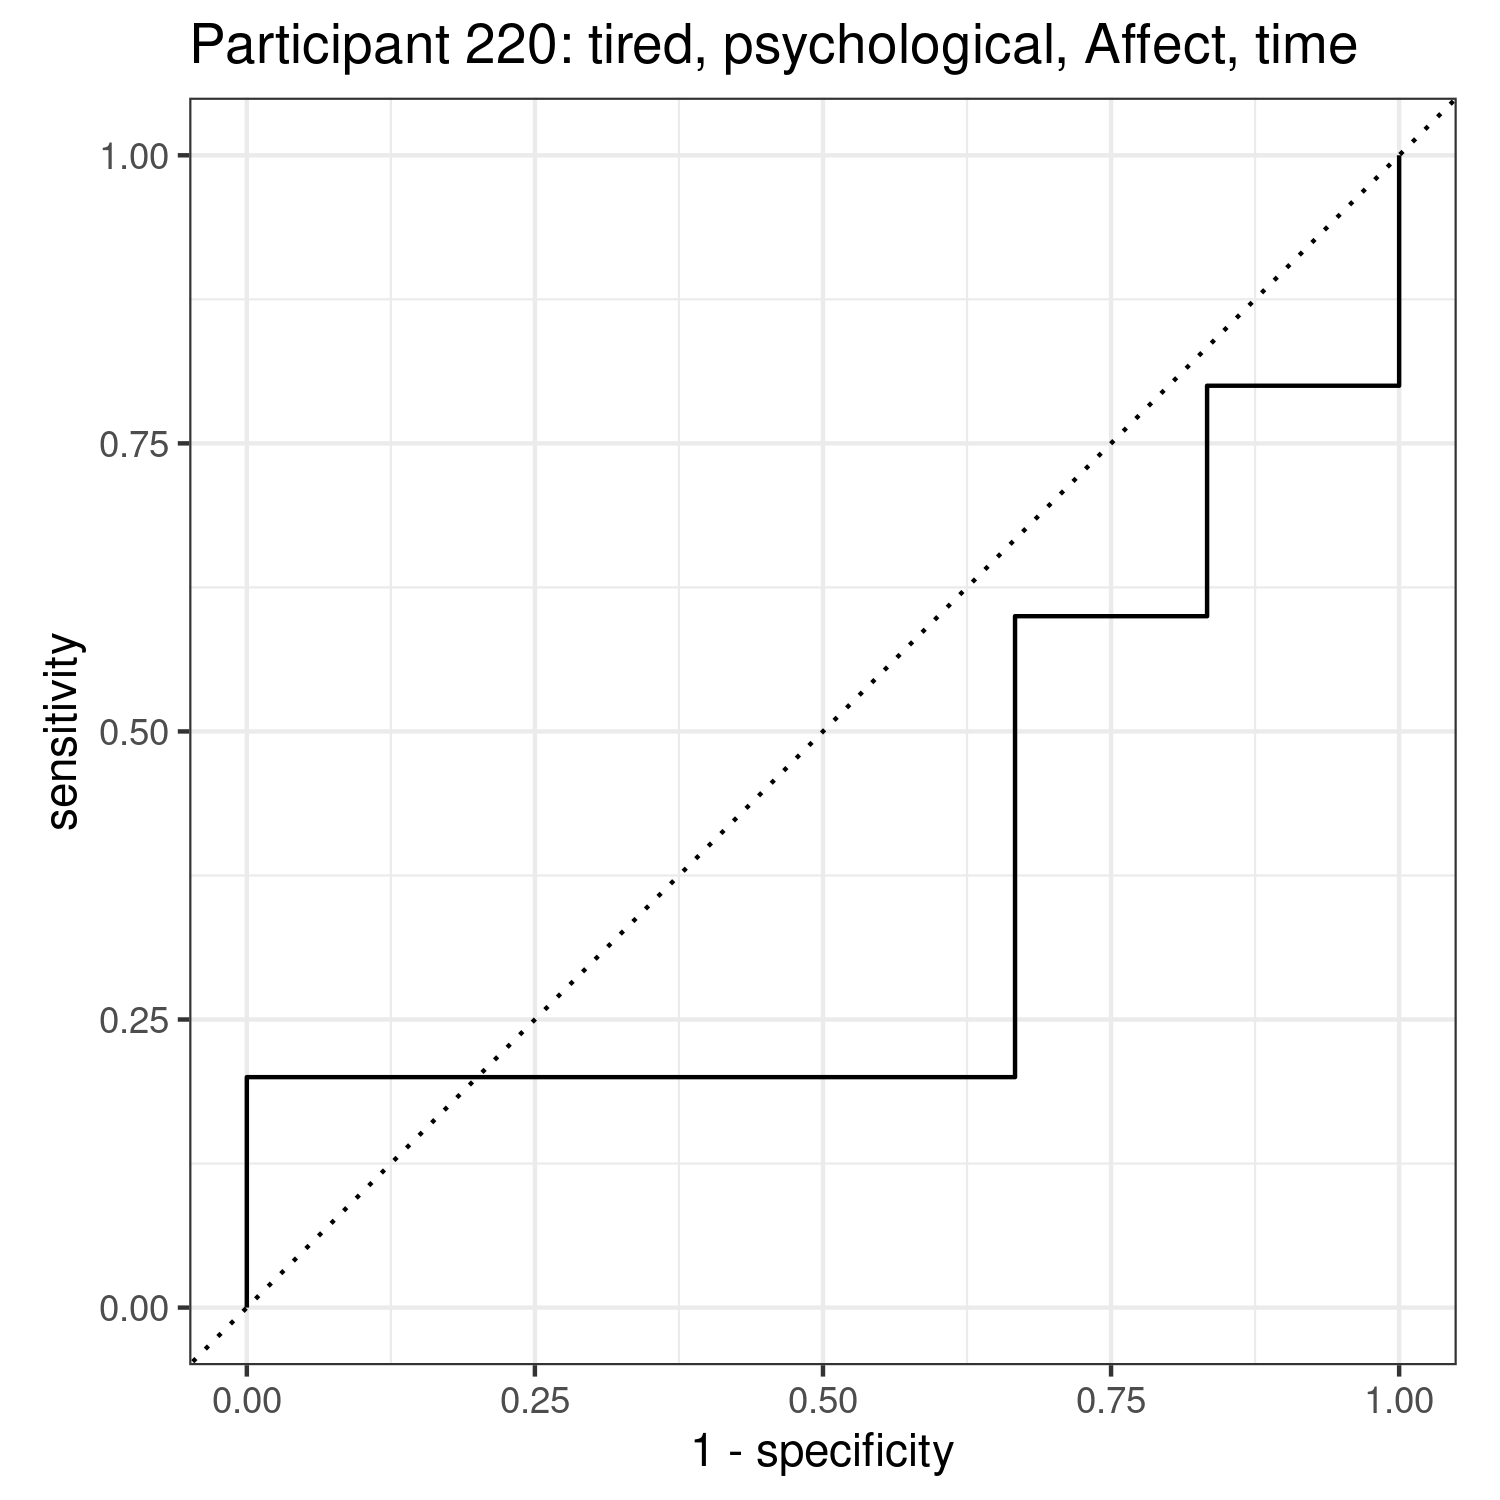 Participant 220: tired, psychological, Affect, time
sensitivity
1.00
0.75
0.50
0.25
0.00
0.00 0.25 0.50 0.75 1.00
1 - specificity